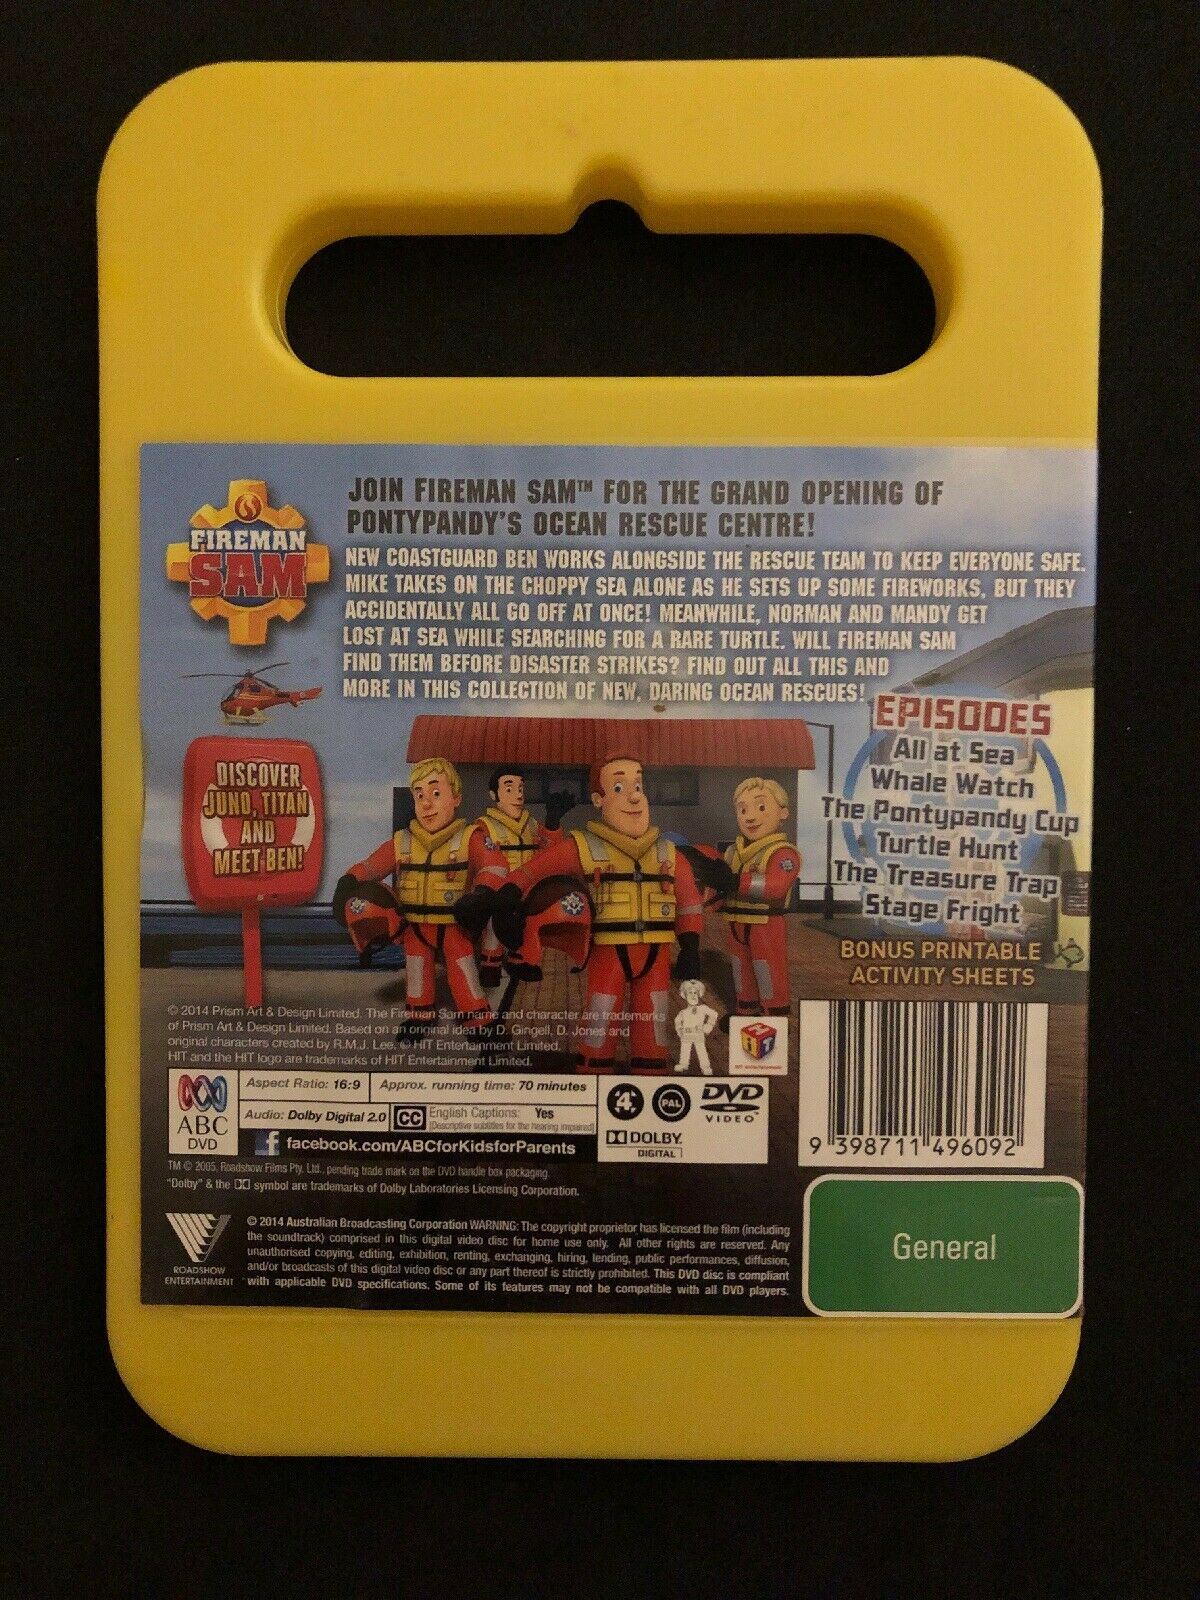 FIREMAN
SAM
JOIN FIREMAN SAM™ FOR THE GRAND OPENING OF
PONTYPANDY'S OCEAN RESCUE CENTRE!
NEW COASTGUARD BEN WORKS ALONGSIDE THE RESCUE TEAM TO KEEP EVERYONE SAFE.
MIKE TAKES ON THE CHOPPY SEA ALONE AS HE SETS UP SOME FIREWORKS, BUT THEY
ACCIDENTALLY ALL GO OFF AT ONCE! MEANWHILE, NORMAN AND MANDY GET
LOST AT SEA WHILE SEARCHING FOR A RARE TURTLE. WILL FIREMAN SAM
FIND THEM BEFORE DISASTER STRIKES? FIND OUT ALL THIS AND
MORE IN THIS COLLECTION OF NEW, DARING OCEAN RESCUES!
DISCOVER
JUNO, TITAN
AND
MEET BEN!
EPISODES
All at Sea
Whale Watch
The Pontypandy Cup
Turtle Hunt
The Treasure Trap
Stage Fright
BONUS PRINTABLE
ACTIVITY SHEETS
© 2014 Prism Art & Design Limited. The Fireman Sam name and character are trademarks
of Prism Art & Design Limited. Based on an original idea by D. Gingell, D. Jones and
original characters created by R.M.J. Lee. © HIT Entertainment Limited.
HIT and the HIT logo are trademarks of HIT Entertainment Limited.
HIT
HIT entertainment
ABC
DVD
Aspect Ratio: 16:9 Approx. running time: 70 minutes
Audio: Dolby Digital 2.0 CC English Captions: Yes
(Descriptive subtitles for the hearing impaired)
f facebook.com/ABCforKidsforParents
4 PAL DVD
VIDEO
DOLBY
DIGITAL
9 398711 496092
TM © 2005. Roadshow Films Pty. Ltd., pending trade mark on the DVD handle box packaging.
"Dolby" & the DD symbol are trademarks of Dolby Laboratories Licensing Corporation.
ROADSHOW
ENTERTAINMENT
© 2014 Australian Broadcasting Corporation WARNING: The copyright proprietor has licensed the film (including
the soundtrack) comprised in this digital video disc for home use only. All other rights are reserved. Any
unauthorised copying, editing, exhibition, renting, exchanging, hiring, lending, public performances, diffusion,
and/or broadcasts of this digital video disc or any part thereof is strictly prohibited. This DVD disc is compliant
with applicable DVD specifications. Some of its features may not be compatible with all DVD players.
General